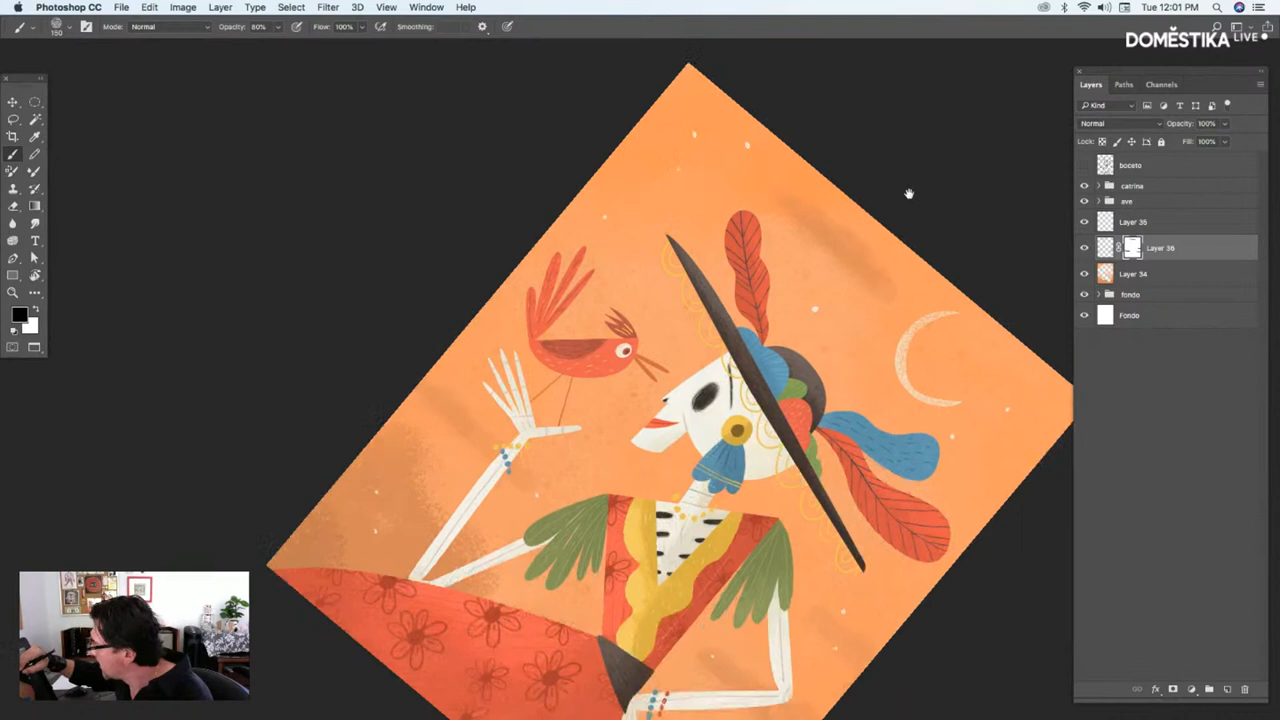 Photoshop CC File Edit Image Layer Type Select Filter 3D View Window Help Tue 12:01 PM
150 Mode: Normal Opacity: 80% Flow: 100% Smoothing:
DOMESTIKA LIVE
Layers Paths Channels
Kind
Normal Opacity: 100%
Lock: Fill: 100%
boceto
catrina
ave
Layer 35
Layer 36
Layer 34
fondo
Fondo